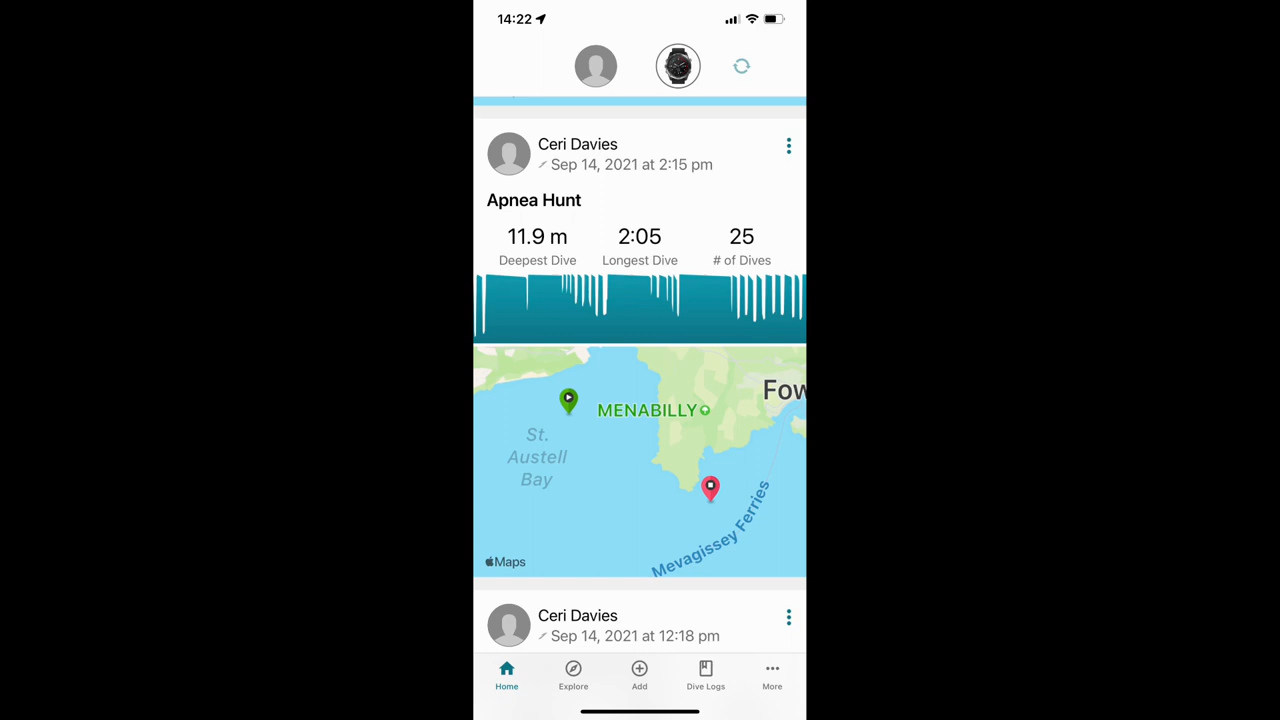 14:22
Ceri Davies
Sep 14, 2021 at 2:15 pm
Apnea Hunt
11.9 m 2:05 25
Deepest Dive Longest Dive # of Dives
Fow
MENABILLY
St.
Austell
Bay
Mevagissey Ferries
Maps
Ceri Davies
Sep 14, 2021 at 12:18 pm
Home Explore Add Dive Logs More